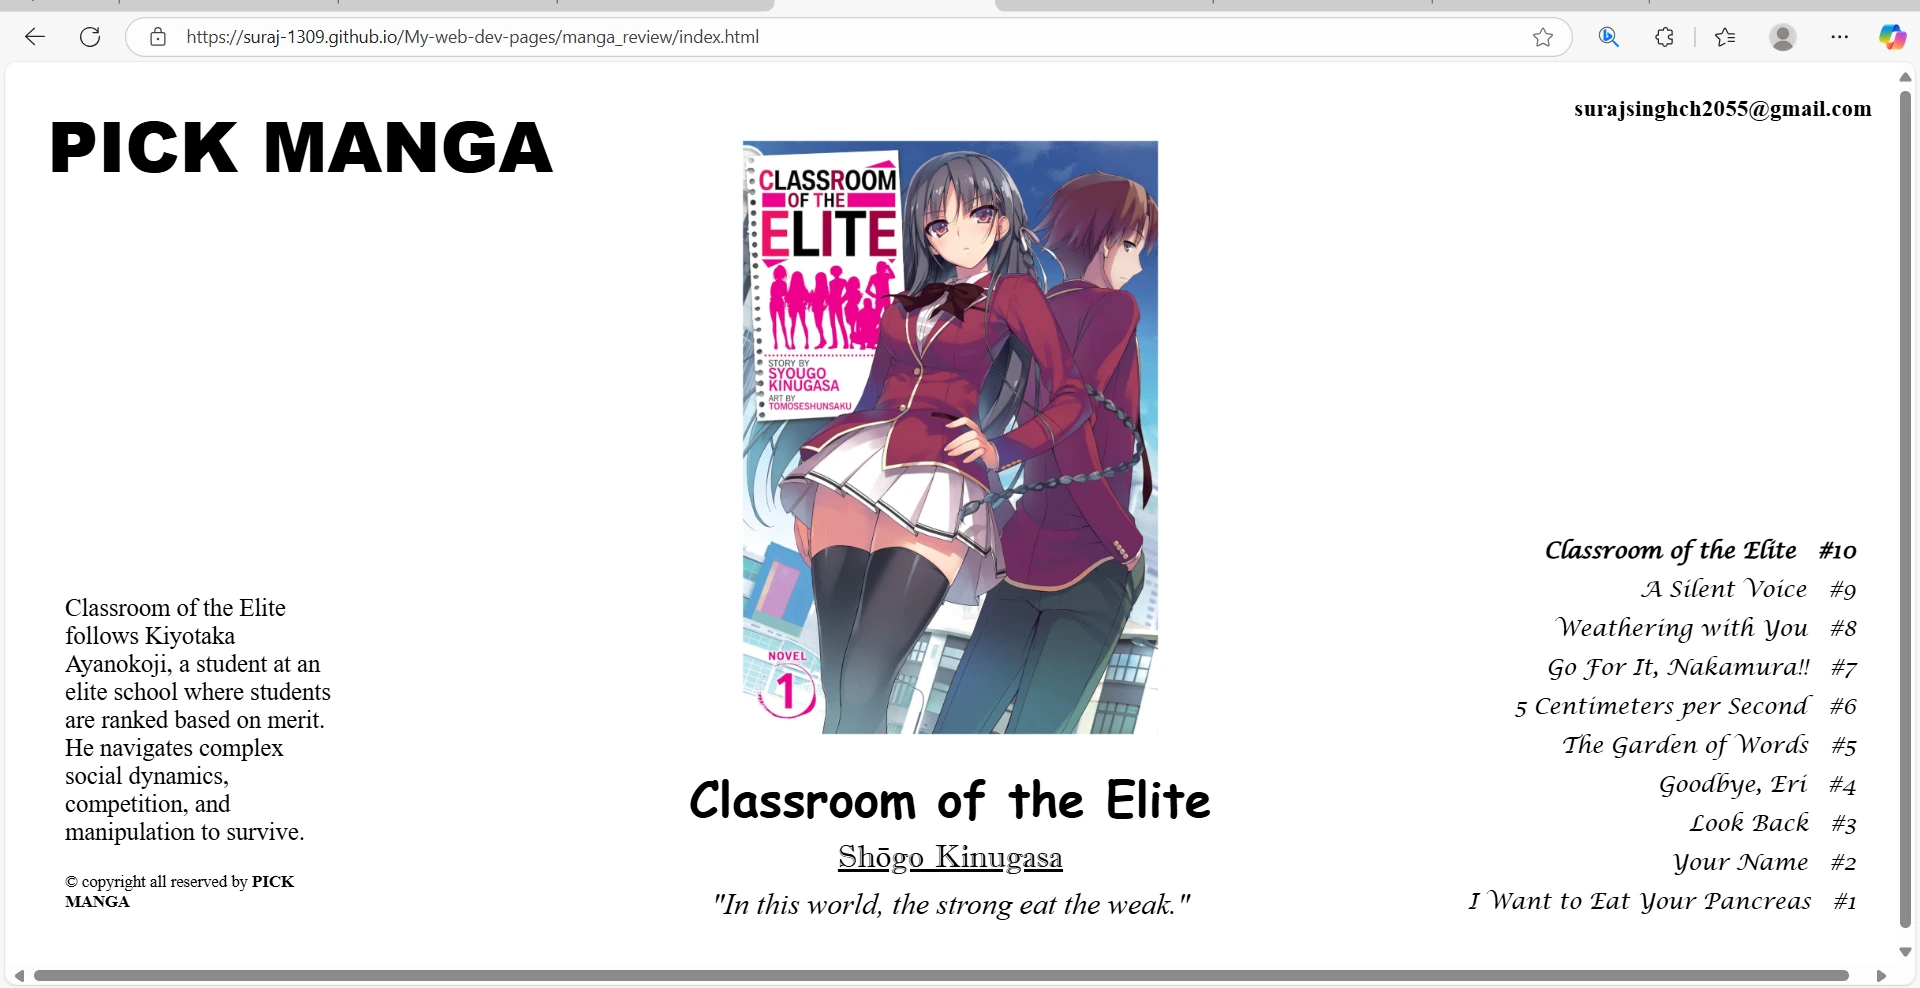 https://suraj-1309.github.io/My-web-dev-pages/manga_review/index.html
PICK MANGA
surajsinghch2055@gmail.com
CLASSROOM
OF THE
ELITE
STORY BY
SYOUGO
KINUGASA
ART BY
TOMOSESHUNSAKU
NOVEL
1
Classroom of the Elite
follows Kiyotaka
Ayanokoji, a student at an
elite school where students
are ranked based on merit.
He navigates complex
social dynamics,
competition, and
manipulation to survive.
© copyright all reserved by PICK
MANGA
Classroom of the Elite
Shōgo Kinugasa
"In this world, the strong eat the weak."
Classroom of the Elite #10
A Silent Voice #9
Weathering with You #8
Go For It, Nakamura!! #7
5 Centimeters per Second #6
The Garden of Words #5
Goodbye, Eri #4
Look Back #3
Your Name #2
I Want to Eat Your Pancreas #1